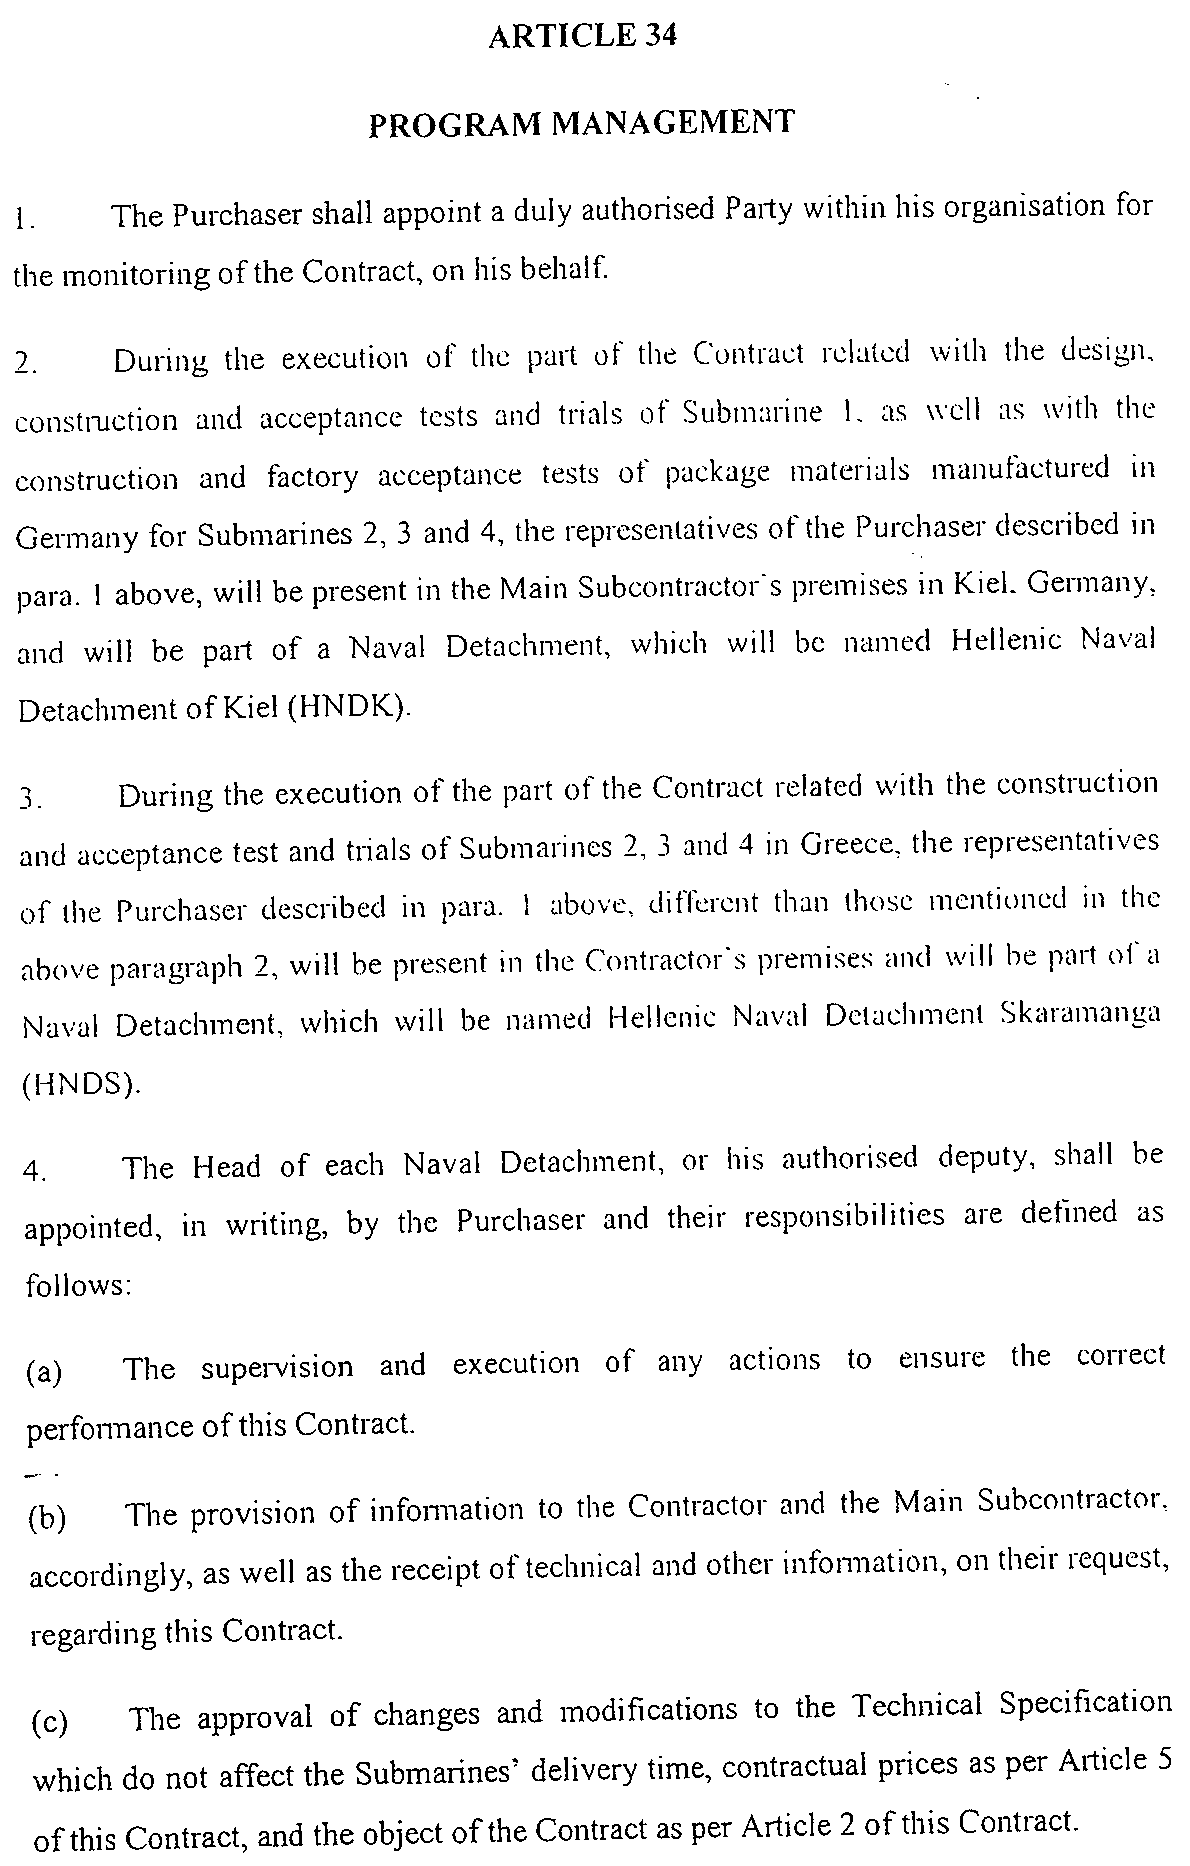 ARTICLE 34
PROGRAM MANAGEMENT
1. The Purchaser shall appoint a duly authorised Party within his organisation for
the monitoring of the Contract, on his behalf.
2. During the execution of the part of the Contract related with the design,
construction and acceptance tests and trials of Submarine 1, as well as with the
construction and factory acceptance tests of package materials manufactured in
Germany for Submarines 2, 3 and 4, the representatives of the Purchaser described in
para. 1 above, will be present in the Main Subcontractor's premises in Kiel. Germany,
and will be part of a Naval Detachment, which will be named Hellenic Naval
Detachment of Kiel (HNDK).
3. During the execution of the part of the Contract related with the construction
and acceptance test and trials of Submarines 2, 3 and 4 in Greece, the representatives
of the Purchaser described in para. 1 above, different than those mentioned in the
above paragraph 2, will be present in the Contractor's premises and will be part of a
Naval Detachment, which will be named Hellenic Naval Detachment Skaramanga
(HNDS).
4. The Head of each Naval Detachment, or his authorised deputy, shall be
appointed, in writing, by the Purchaser and their responsibilities are defined as
follows:
(a) The supervision and execution of any actions to ensure the correct
performance of this Contract.
(b) The provision of information to the Contractor and the Main Subcontractor,
accordingly, as well as the receipt of technical and other information, on their request,
regarding this Contract.
(c) The approval of changes and modifications to the Technical Specification
which do not affect the Submarines' delivery time, contractual prices as per Article 5
of this Contract, and the object of the Contract as per Article 2 of this Contract.